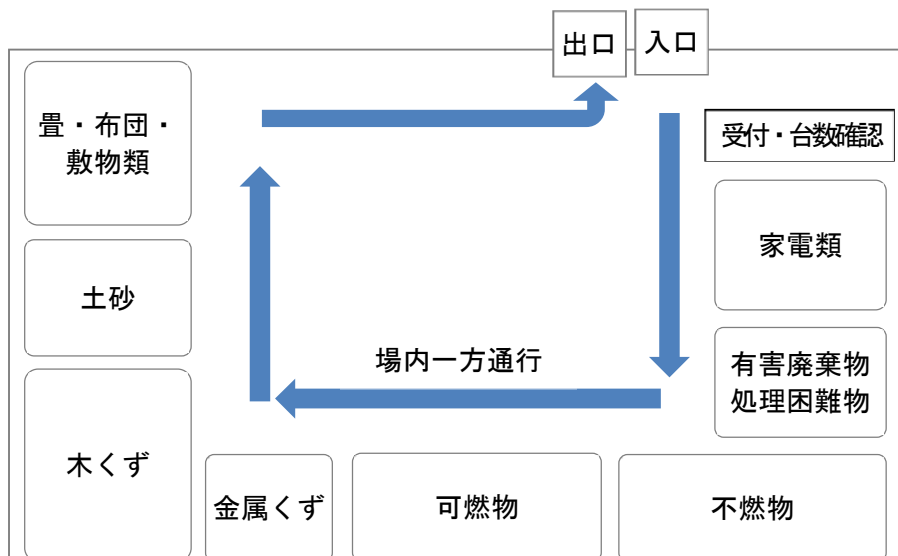 出口
入口
畳・布団・
敷物類
受付・台数確認
家電類
土砂
場内一方通行
有害廃棄物
処理困難物
木くず
金属くず
可燃物
不燃物